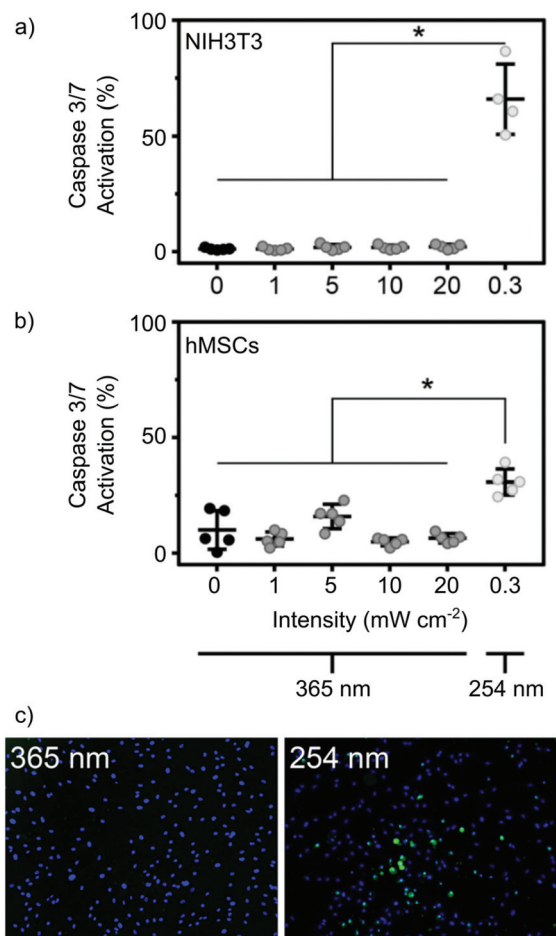 a)
NIH3T3
*
Caspase 3/7
Activation (%)
100
50
0
0 1 5 10 20 0.3
b)
hMSCs
*
Caspase 3/7
Activation (%)
100
50
0
0 1 5 10 20 0.3
Intensity (mW cm⁻²)
365 nm 254 nm
c)
365 nm 254 nm